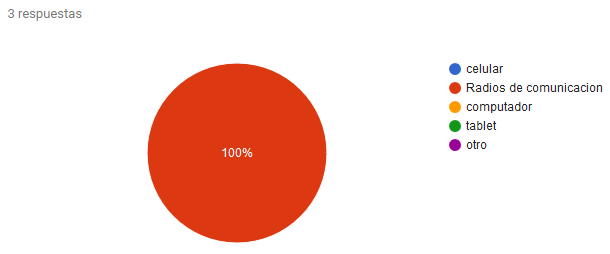 3 respuestas
100%
celular
Radios de comunicacion
computador
tablet
otro